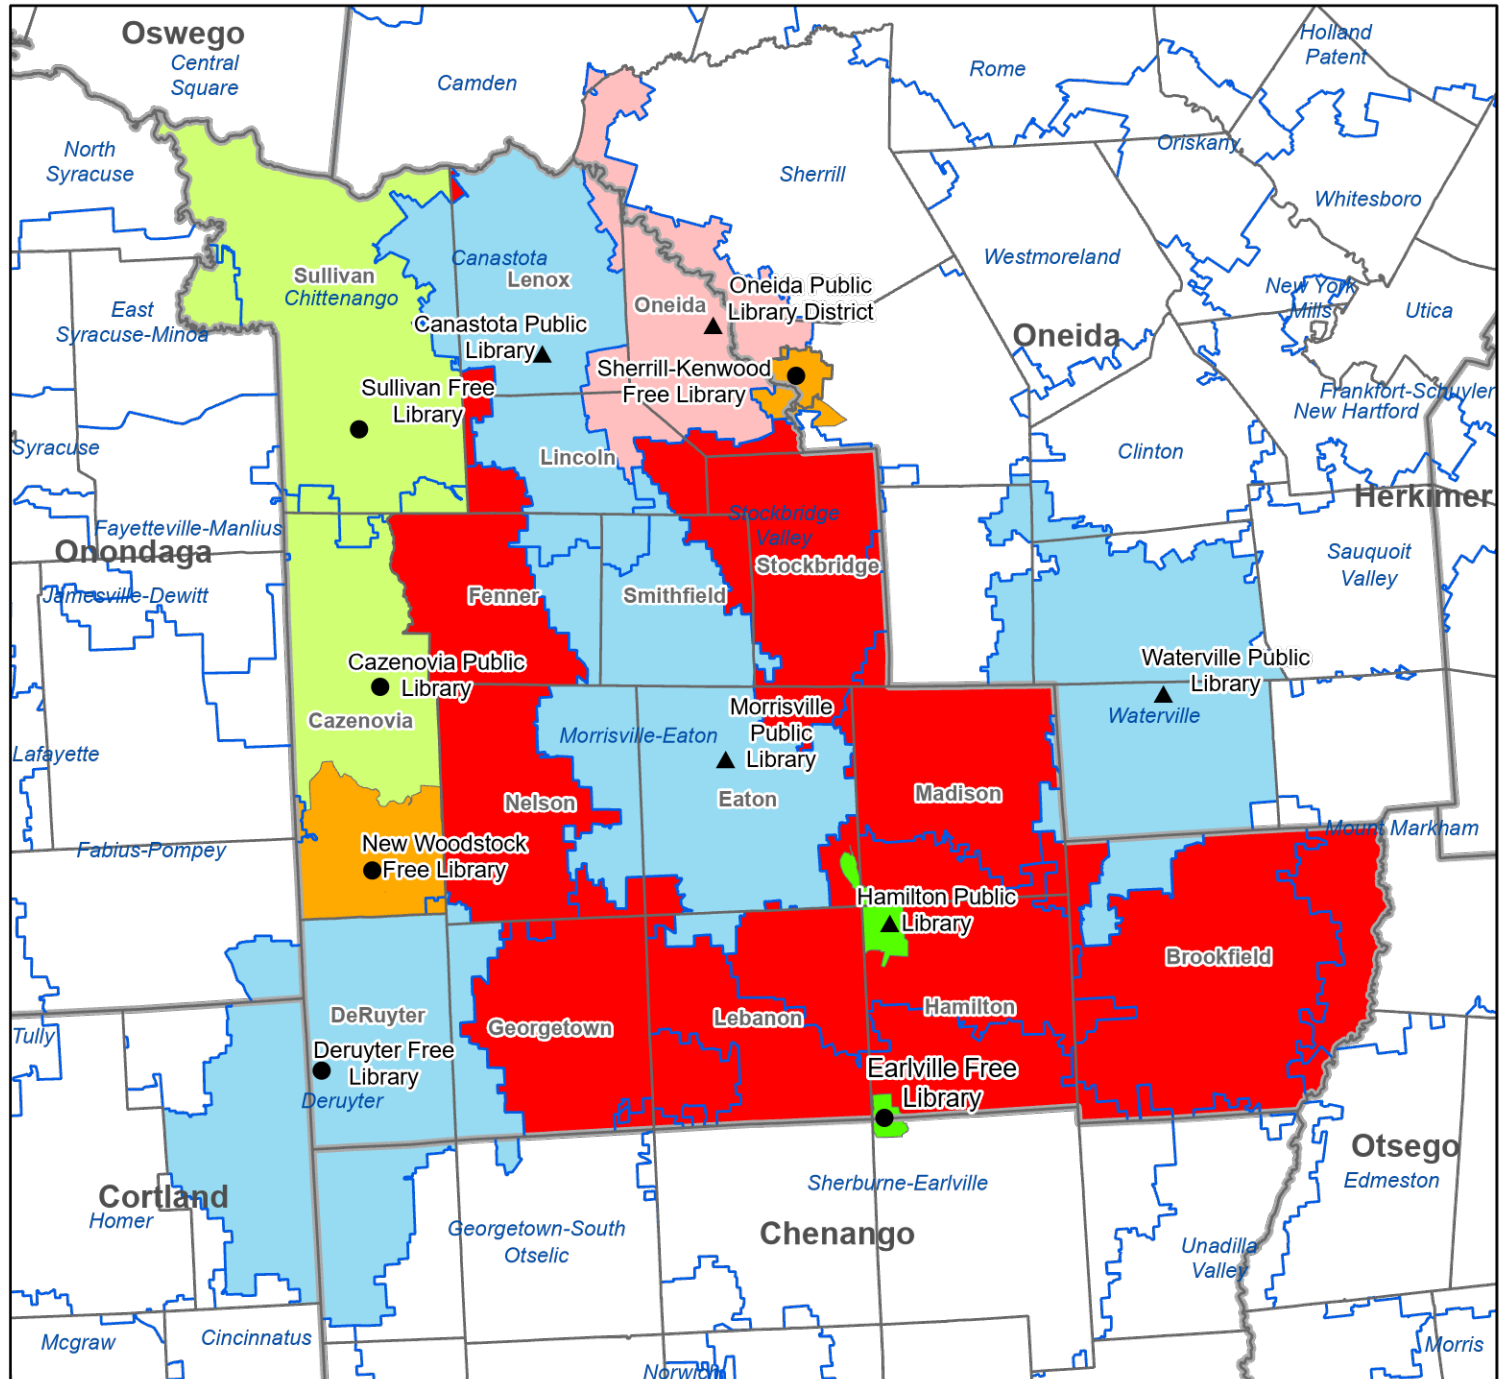 Oswego
Central
Square
Camden
Rome
Holland
Patent
North
Syracuse
Sherrill
Oriskany
Whitesboro
Canastota
Lenox
Sullivan
Chittenango
Westmoreland
Oneida
Oneida Public
Library District
New York
Mills
Utica
East
Syracuse-Minoa
Canastota Public
Library
Oneida
Sherrill-Kenwood
Free Library
Sullivan Free
Library
Frankfort-Schuyler
New Hartford
Syracuse
Lincoln
Clinton
Herkimer
Fayetteville-Manlius
Onondaga
Stockbridge
Valley
Stockbridge
Sauquoit
Valley
Jamesville-Dewitt
Fenner
Smithfield
Cazenovia Public
Library
Cazenovia
Waterville Public
Library
Waterville
Morrisville
Public
Library
Morrisville-Eaton
Lafayette
Nelson
Eaton
Madison
Mount Markham
Fabius-Pompey
New Woodstock
Free Library
Hamilton Public
Library
Brookfield
DeRuyter
Georgetown
Lebanon
Hamilton
Tully
Deruyter Free
Library
Deruyter
Earlville Free
Library
Otsego
Edmeston
Cortland
Homer
Sherburne-Earlville
Georgetown-South
Otselic
Chenango
Unadilla
Valley
Mcgraw
Cincinnatus
Norwich
Morris